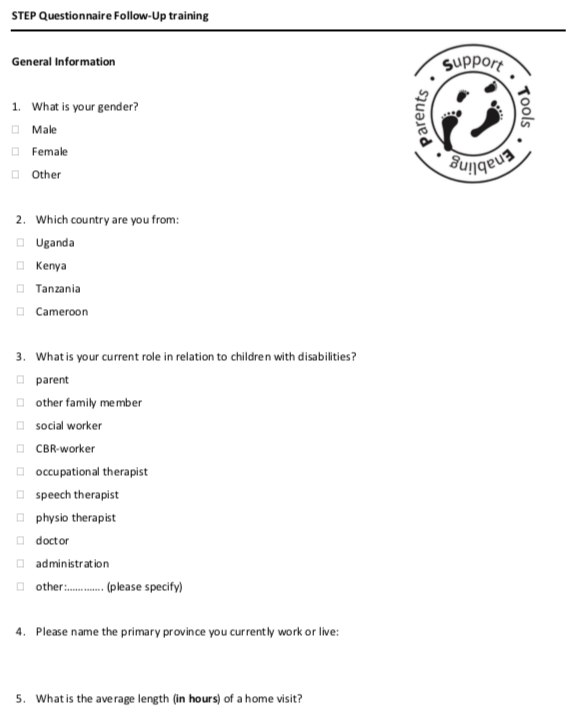 STEP Questionnaire Follow-Up training
General Information
Support
Tools
Enabling
Parents
1. What is your gender?
Male
Female
Other
2. Which country are you from:
Uganda
Kenya
Tanzania
Cameroon
3. What is your current role in relation to children with disabilities?
parent
other family member
social worker
CBR-worker
occupational therapist
speech therapist
physio therapist
doctor
administration
other:............. (please specify)
4. Please name the primary province you currently work or live:
5. What is the average length (in hours) of a home visit?